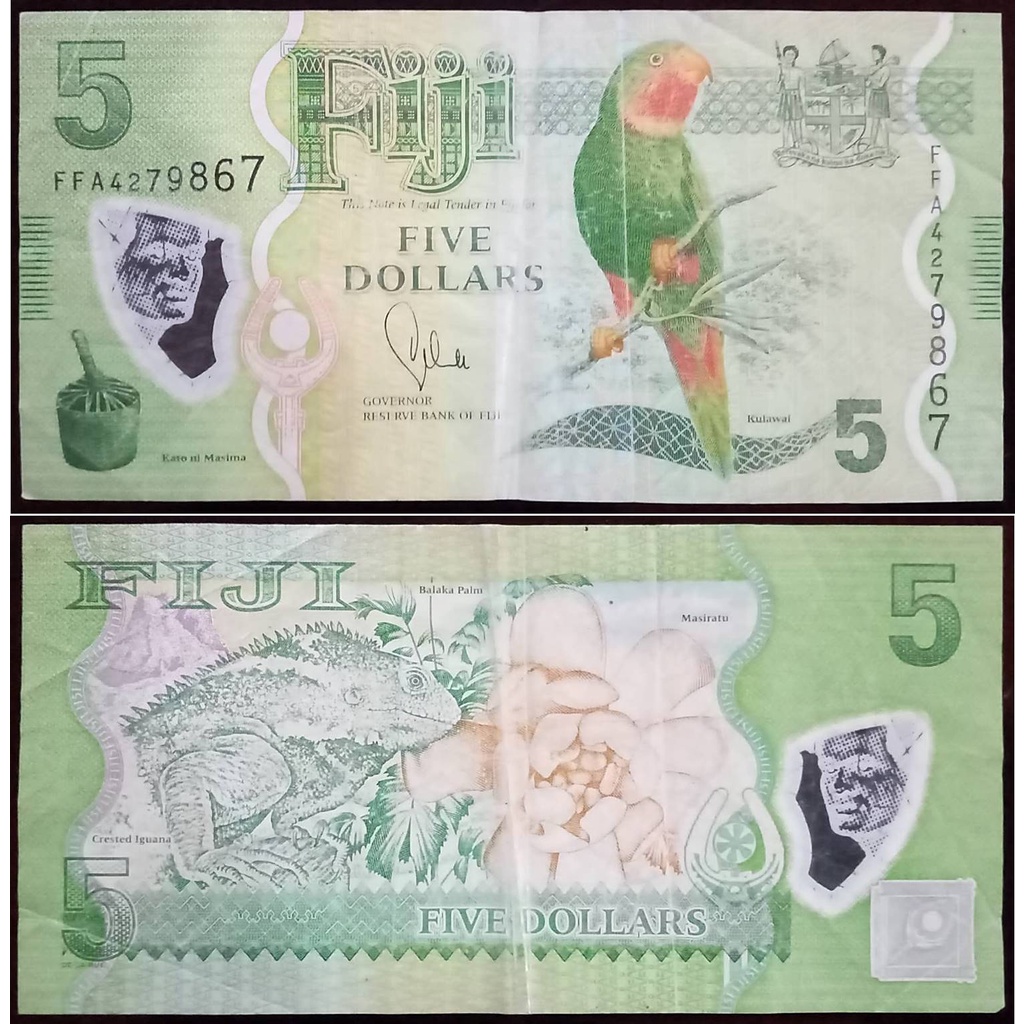 5
Fiji
FFA4279867
This Note is Legal Tender in
FIVE
DOLLARS
GOVERNOR
RESERVE BANK OF FIJI
Kato ni Masima
Kulawai
5
FFA4279867
FIJI
Balaka Palm
Masiratu
5
Crested Iguana
5
FIVE DOLLARS